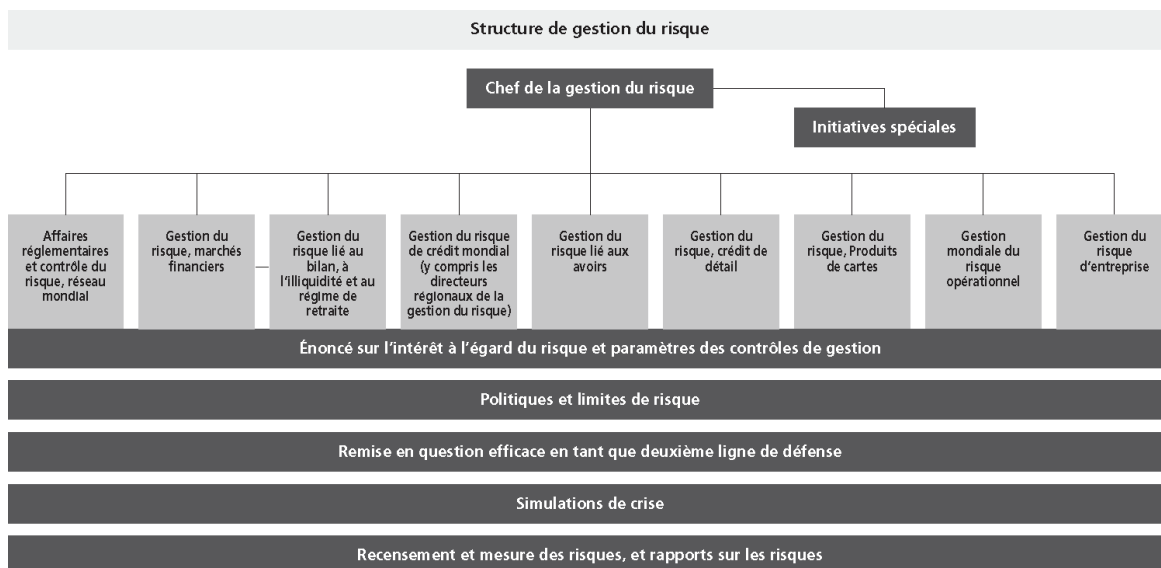 Structure de gestion du risque
Chef de la gestion du risque
Initiatives spéciales
Affaires
réglementaires
et contrôle du
risque, réseau
mondial
Gestion du
risque, marchés
financiers
Gestion du
risque lié au
bilan, à
l'illiquidité et au
régime de
retraite
Gestion du risque
de crédit mondial
(y compris les
directeurs
régionaux de la
gestion du risque)
Gestion du
risque lié aux
avoirs
Gestion du
risque, crédit de
détail
Gestion du
risque, Produits
de cartes
Gestion
mondiale du
risque
opérationnel
Gestion du
risque
d'entreprise
Énoncé sur l'intérêt à l'égard du risque et paramètres des contrôles de gestion
Politiques et limites de risque
Remise en question efficace en tant que deuxième ligne de défense
Simulations de crise
Recensement et mesure des risques, et rapports sur les risques